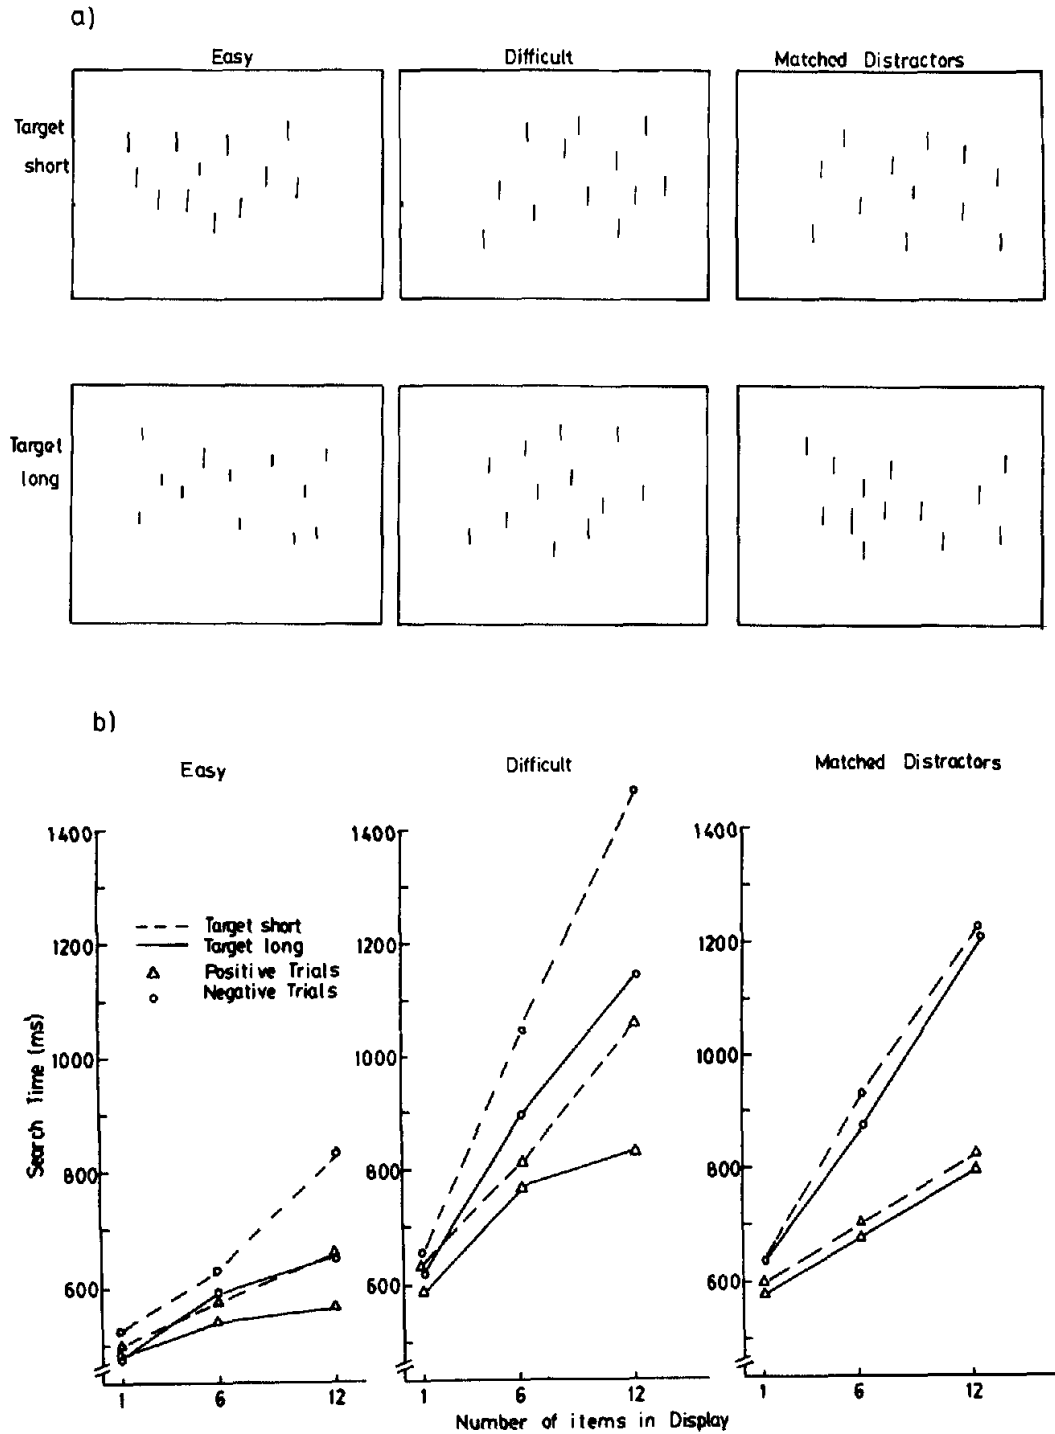 a)
Easy
Difficult
Matched Distractors
Target
short
Target
long
b)
Easy
Difficult
Matched Distractors
1400
1200
1000
800
600
Search Time (ms)
Target short
Target long
Positive Trials
Negative Trials
1 6 12
1400
1200
1000
800
600
1 6 12
1400
1200
1000
800
600
1 6 12
Number of items in Display